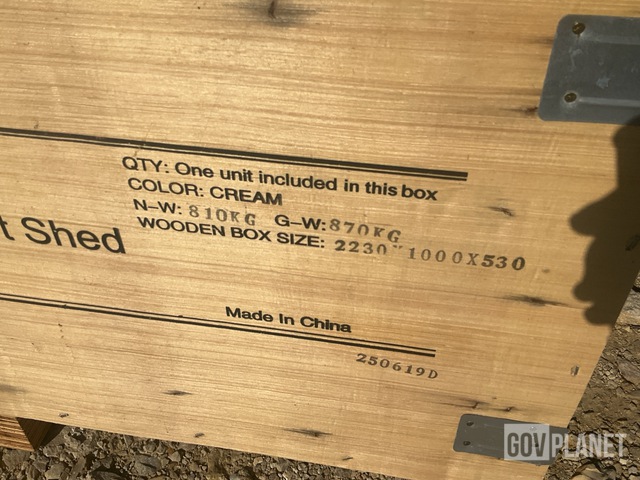 QTY: One unit included in this box
COLOR: CREAM
N-W: 810KG G-W: 870KG
WOODEN BOX SIZE: 2230 1000X530
t Shed
Made In China
250619D
GOVPLANET